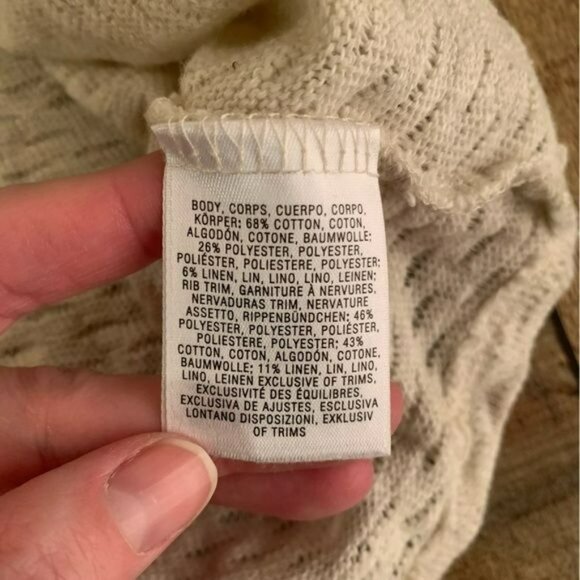 BODY, CORPS, CUERPO, CORPO,
KÖRPER; 68% COTTON, COTON,
ALGODÓN, COTONE, BAUMWOLLE;
26% POLYESTER, POLYESTER,
POLIÉSTER, POLIESTERE, POLYESTER;
6% LINEN, LIN, LINO, LINO, LEINEN;
RIB TRIM, GARNITURE À NERVURES,
NERVADURAS TRIM, NERVATURE
ASSETTO, RIPPENBÜNDCHEN; 46%
POLYESTER, POLYESTER, POLIÉSTER,
POLIESTERE, POLYESTER; 43%
COTTON, COTON, ALGODÓN, COTONE,
BAUMWOLLE; 11% LINEN, LIN, LINO,
LINO, LEINEN EXCLUSIVE OF TRIMS,
EXCLUSIVITÉ DES ÉQUILIBRES,
EXCLUSIVA DE AJUSTES, ESCLUSIVA
LONTANO DISPOSIZIONI, EXKLUSIV
OF TRIMS